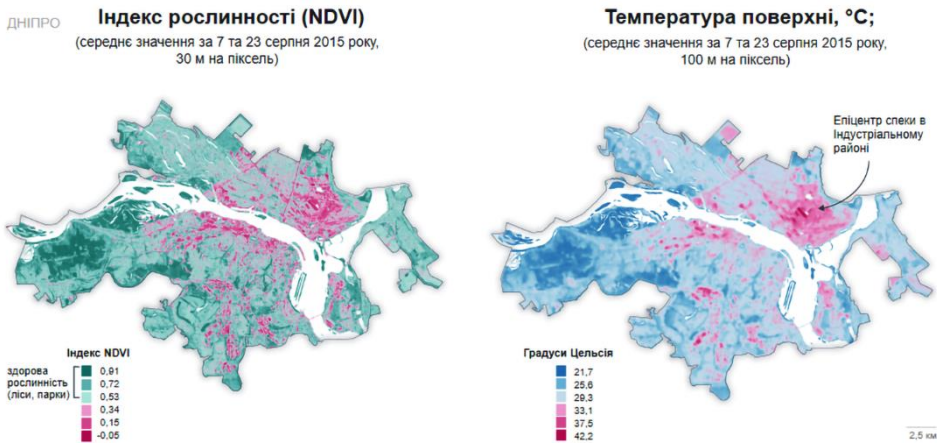 ДНІПРО
Індекс рослинності (NDVI)
(середнє значення за 7 та 23 серпня 2015 року,
30 м на піксель)
Температура поверхні, °C;
(середнє значення за 7 та 23 серпня 2015 року,
100 м на піксель)
Епіцентр спеки в
Індустріальному
районі
Індекс NDVI
здорова
рослинність
(ліси, парки)
0,91
0,72
0,53
0,34
0,15
-0,05
Градуси Цельсія
21,7
25,6
29,3
33,1
37,5
42,2
2,5 км